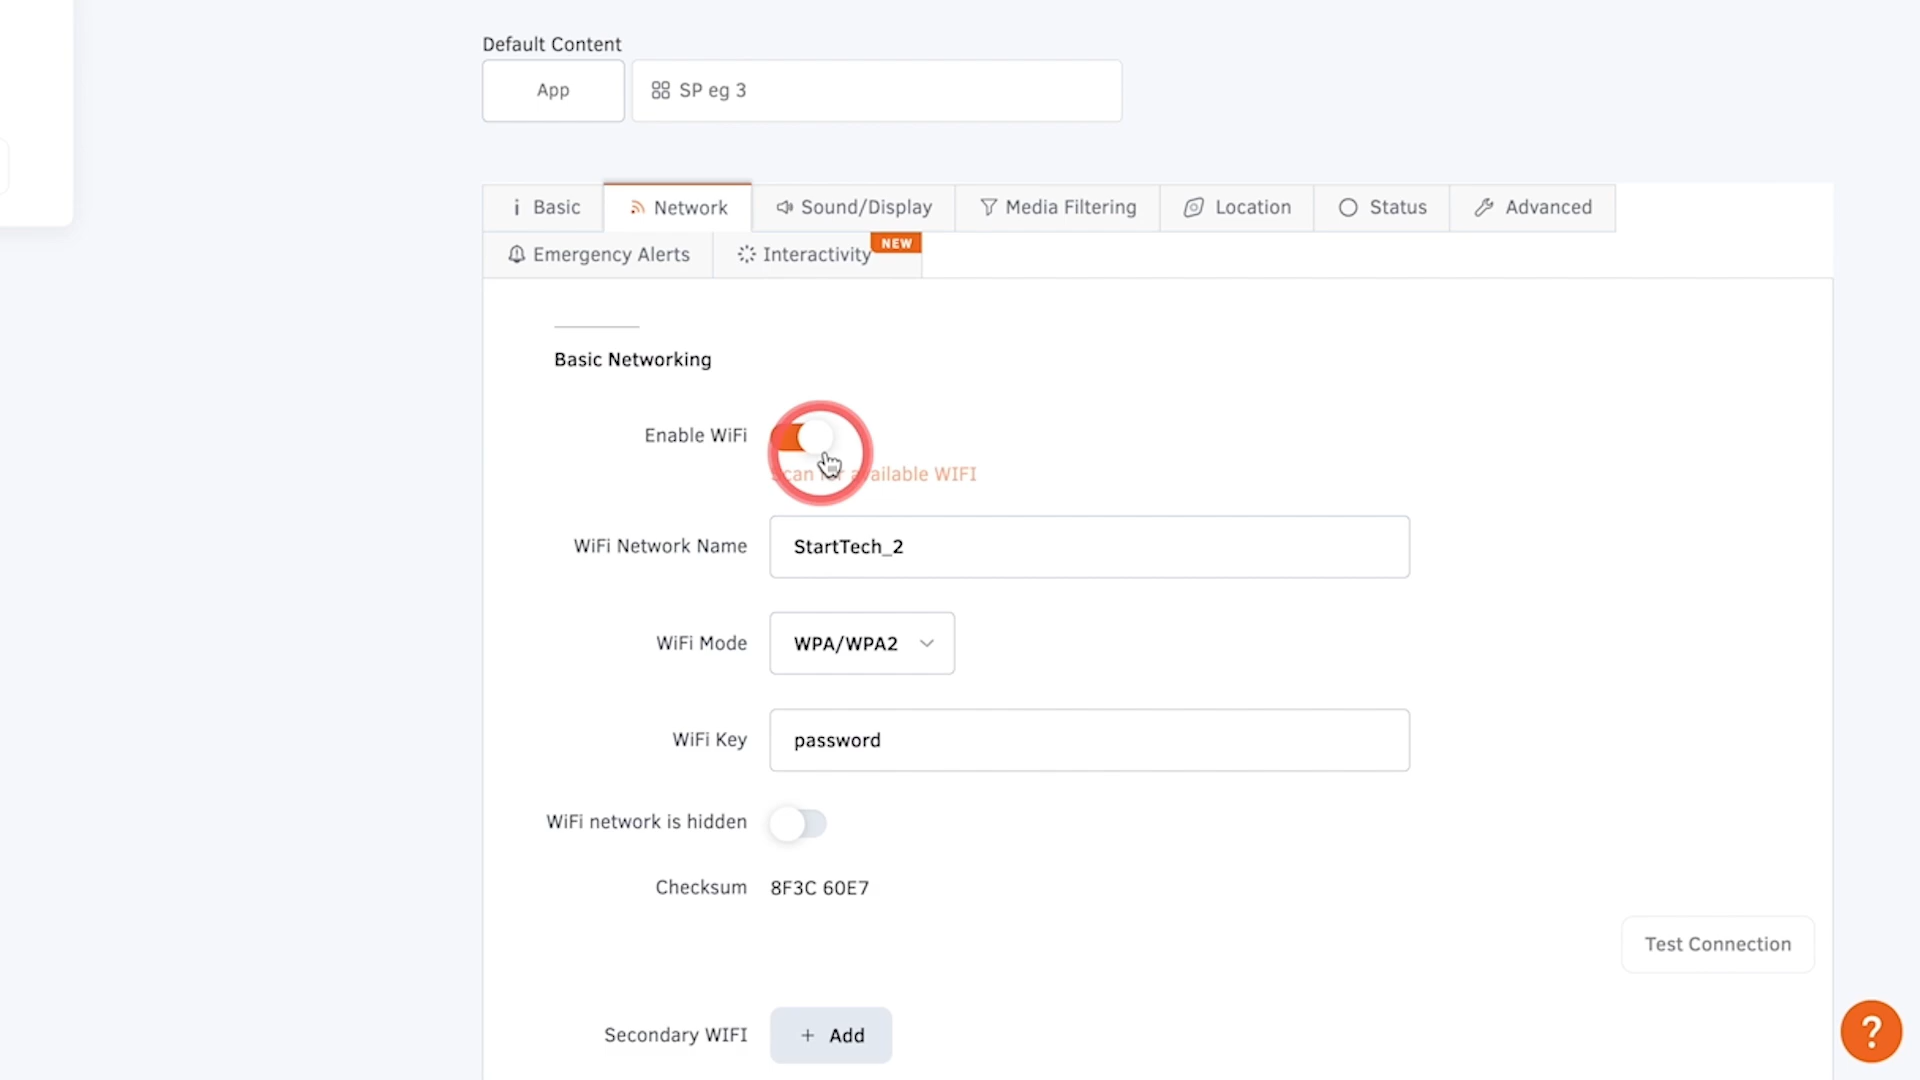 Default Content
App
SP eg 3
Basic
Network
Sound/Display
Media Filtering
Location
Status
Advanced
Emergency Alerts
Interactivity
NEW
Basic Networking
Enable WiFi
Scan for available WIFI
WiFi Network Name
StartTech_2
WiFi Mode
WPA/WPA2
WiFi Key
password
WiFi network is hidden
Checksum
8F3C 60E7
Test Connection
Secondary WIFI
+ Add
?